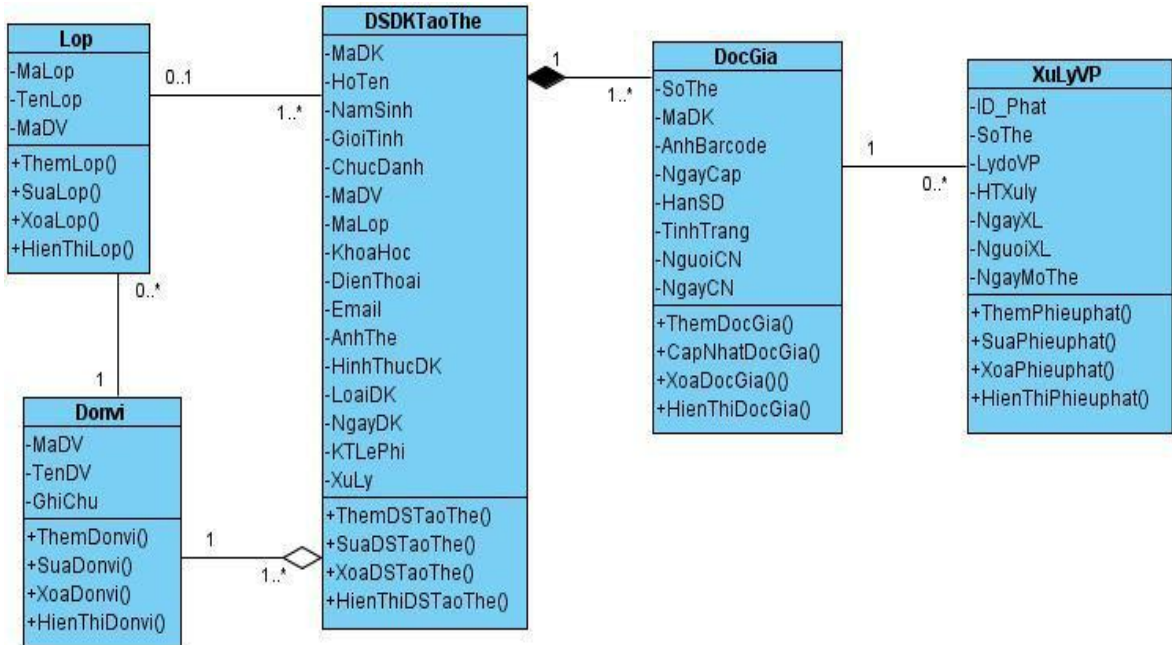 Lop
-MaLop
-TenLop
-MaDV
+ThemLop()
+SuaLop()
+XoaLop()
+HienThiLop()
0..1
1..*
0..*
1
Donvi
-MaDV
-TenDV
-GhiChu
+ThemDonvi()
+SuaDonvi()
+XoaDonvi()
+HienThiDonvi()
1
1..*
DSDKTaoThe
-MaDK
-HoTen
-NamSinh
-GioiTinh
-ChucDanh
-MaDV
-MaLop
-KhoaHoc
-DienThoai
-Email
-AnhThe
-HinhThucDK
-LoaiDK
-NgayDK
-KTLePhi
-XuLy
+ThemDSTaoThe()
+SuaDSTaoThe()
+XoaDSTaoThe()
+HienThiDSTaoThe()
1
1..*
DocGia
-SoThe
-MaDK
-AnhBarcode
-NgayCap
-HanSD
-TinhTrang
-NguoiCN
-NgayCN
+ThemDocGia()
+CapNhatDocGia()
+XoaDocGia()()
+HienThiDocGia()
1
0..*
XuLyVP
-ID_Phat
-SoThe
-LydoVP
-HTXuly
-NgayXL
-NguoiXL
-NgayMoThe
+ThemPhieuphat()
+SuaPhieuphat()
+XoaPhieuphat()
+HienThiPhieuphat()